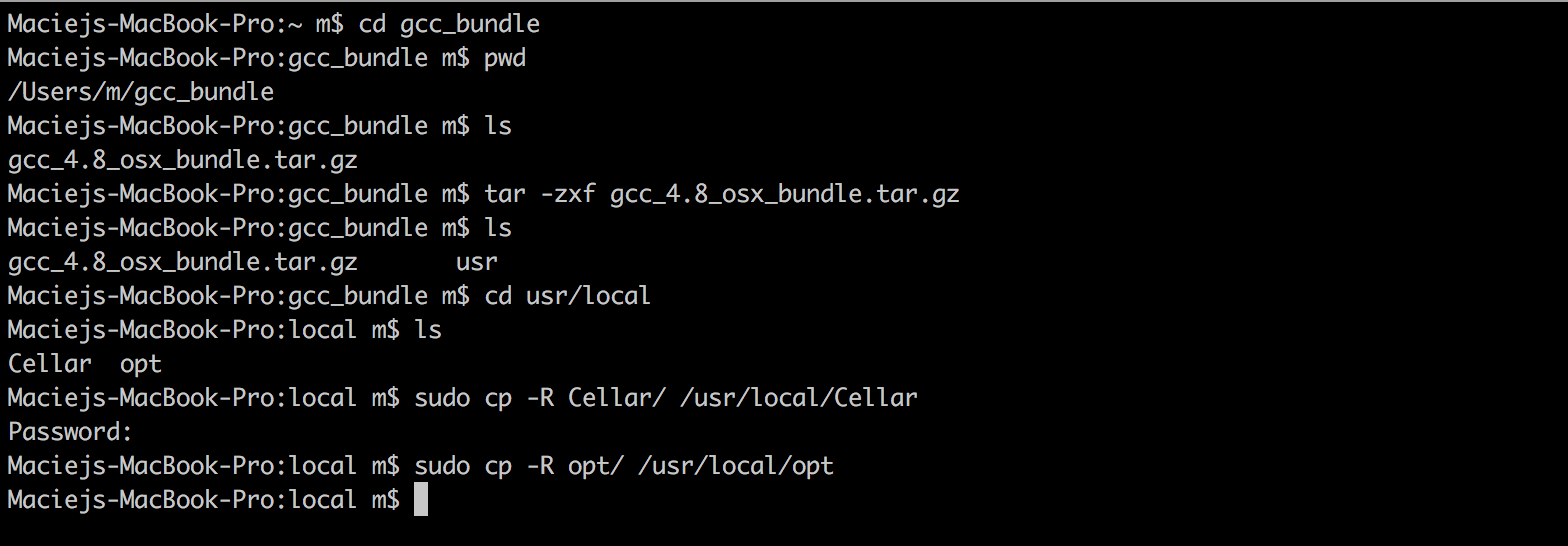 Maciejs-MacBook-Pro:~ m$ cd gcc_bundle
Maciejs-MacBook-Pro:gcc_bundle m$ pwd
/Users/m/gcc_bundle
Maciejs-MacBook-Pro:gcc_bundle m$ ls
gcc_4.8_osx_bundle.tar.gz
Maciejs-MacBook-Pro:gcc_bundle m$ tar -zxf gcc_4.8_osx_bundle.tar.gz
Maciejs-MacBook-Pro:gcc_bundle m$ ls
gcc_4.8_osx_bundle.tar.gz       usr
Maciejs-MacBook-Pro:gcc_bundle m$ cd usr/local
Maciejs-MacBook-Pro:local m$ ls
Cellar  opt
Maciejs-MacBook-Pro:local m$ sudo cp -R Cellar/ /usr/local/Cellar
Password:
Maciejs-MacBook-Pro:local m$ sudo cp -R opt/ /usr/local/opt
Maciejs-MacBook-Pro:local m$